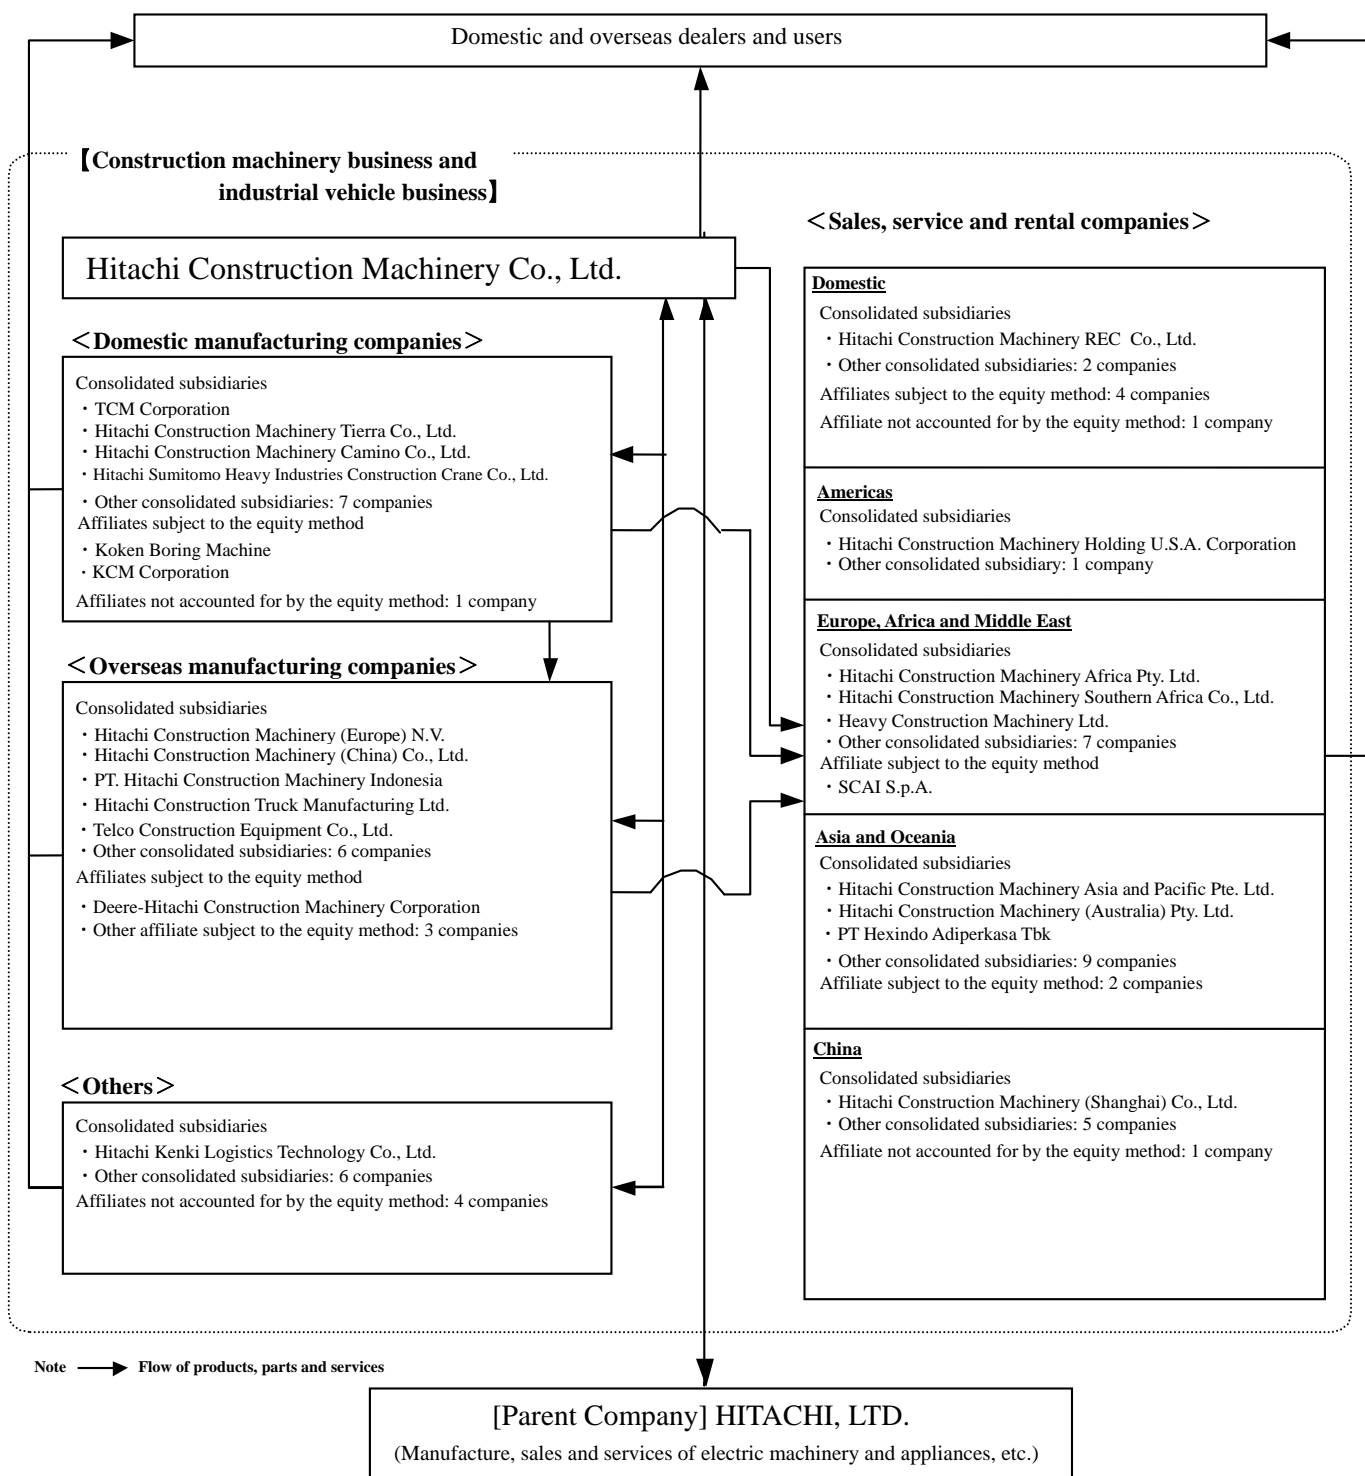 Domestic and overseas dealers and users
【Construction machinery business and
industrial vehicle business】
Hitachi Construction Machinery Co., Ltd.
＜Domestic manufacturing companies＞
Consolidated subsidiaries
・TCM Corporation
・Hitachi Construction Machinery Tierra Co., Ltd.
・Hitachi Construction Machinery Camino Co., Ltd.
・Hitachi Sumitomo Heavy Industries Construction Crane Co., Ltd.
・Other consolidated subsidiaries: 7 companies
Affiliates subject to the equity method
・Koken Boring Machine
・KCM Corporation
Affiliates not accounted for by the equity method: 1 company
＜Overseas manufacturing companies＞
Consolidated subsidiaries
・Hitachi Construction Machinery (Europe) N.V.
・Hitachi Construction Machinery (China) Co., Ltd.
・PT. Hitachi Construction Machinery Indonesia
・Hitachi Construction Truck Manufacturing Ltd.
・Telco Construction Equipment Co., Ltd.
・Other consolidated subsidiaries: 6 companies
Affiliates subject to the equity method
・Deere-Hitachi Construction Machinery Corporation
・Other affiliate subject to the equity method: 3 companies
＜Others＞
Consolidated subsidiaries
・Hitachi Kenki Logistics Technology Co., Ltd.
・Other consolidated subsidiaries: 6 companies
Affiliates not accounted for by the equity method: 4 companies
＜Sales, service and rental companies＞
Domestic
Consolidated subsidiaries
・Hitachi Construction Machinery REC Co., Ltd.
・Other consolidated subsidiaries: 2 companies
Affiliates subject to the equity method: 4 companies
Affiliate not accounted for by the equity method: 1 company
Americas
Consolidated subsidiaries
・Hitachi Construction Machinery Holding U.S.A. Corporation
・Other consolidated subsidiary: 1 company
Europe, Africa and Middle East
Consolidated subsidiaries
・Hitachi Construction Machinery Africa Pty. Ltd.
・Hitachi Construction Machinery Southern Africa Co., Ltd.
・Heavy Construction Machinery Ltd.
・Other consolidated subsidiaries: 7 companies
Affiliate subject to the equity method
・SCAI S.p.A.
Asia and Oceania
Consolidated subsidiaries
・Hitachi Construction Machinery Asia and Pacific Pte. Ltd.
・Hitachi Construction Machinery (Australia) Pty. Ltd.
・PT Hexindo Adiperkasa Tbk
・Other consolidated subsidiaries: 9 companies
Affiliate subject to the equity method: 2 companies
China
Consolidated subsidiaries
・Hitachi Construction Machinery (Shanghai) Co., Ltd.
・Other consolidated subsidiaries: 5 companies
Affiliate not accounted for by the equity method: 1 company
Note Flow of products, parts and services
[Parent Company] HITACHI, LTD.
(Manufacture, sales and services of electric machinery and appliances, etc.)